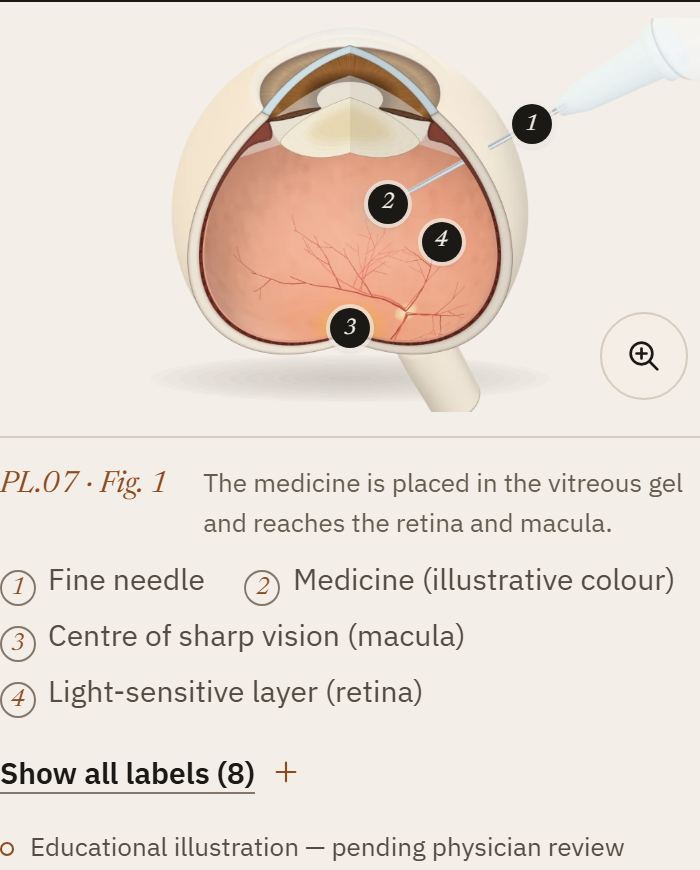 1
2
4
3
PL.07 · Fig. 1
The medicine is placed in the vitreous gel
and reaches the retina and macula.
1 Fine needle 2 Medicine (illustrative colour)
3 Centre of sharp vision (macula)
4 Light-sensitive layer (retina)
Show all labels (8) +
Educational illustration — pending physician review